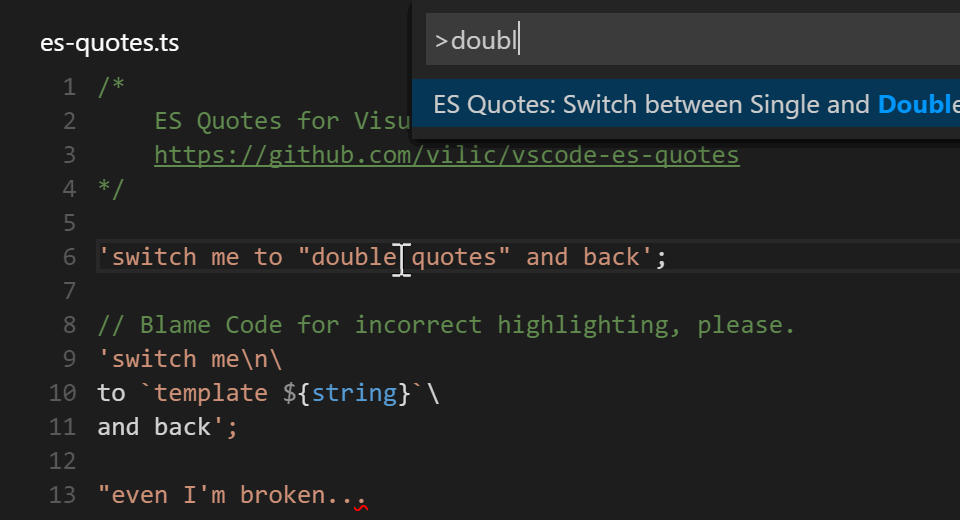 es-quotes.ts
>doubl
ES Quotes: Switch between Single and Double
1 /*
2 ES Quotes for Visu
3 https://github.com/vilic/vscode-es-quotes
4 */
5
6 'switch me to "double quotes" and back';
7
8 // Blame Code for incorrect highlighting, please.
9 'switch me\n\
10 to `template ${string}`\
11 and back';
12
13 "even I'm broken...